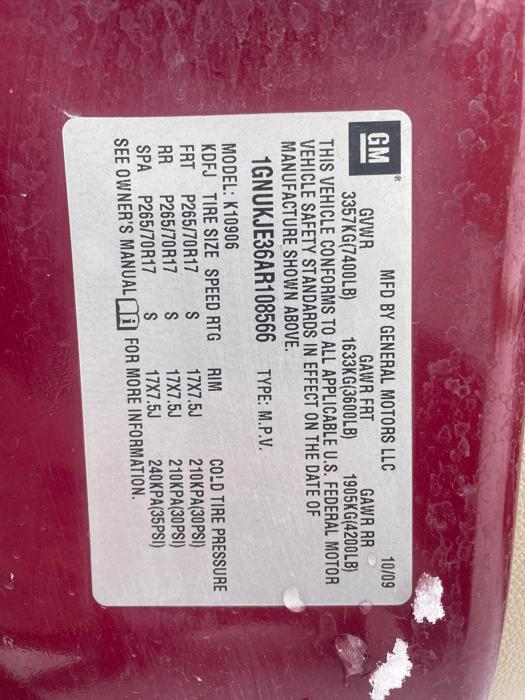 GM®
MFD BY GENERAL MOTORS LLC 10/09
GVWR GAWR FRT GAWR RR
3357KG(7400LB) 1633KG(3600LB) 1905KG(4200LB)
THIS VEHICLE CONFORMS TO ALL APPLICABLE U.S. FEDERAL MOTOR
VEHICLE SAFETY STANDARDS IN EFFECT ON THE DATE OF
MANUFACTURE SHOWN ABOVE.
1GNUKJE36AR108566 TYPE: M.P.V.
MODEL: K10906
KDFJ TIRE SIZE SPEED RTG RIM COLD TIRE PRESSURE
FRT P265/70R17 S 17X7.5J 210KPA(30PSI)
RR P265/70R17 S 17X7.5J 210KPA(30PSI)
SPA P265/70R17 S 17X7.5J 240KPA(35PSI)
SEE OWNER'S MANUAL i FOR MORE INFORMATION.